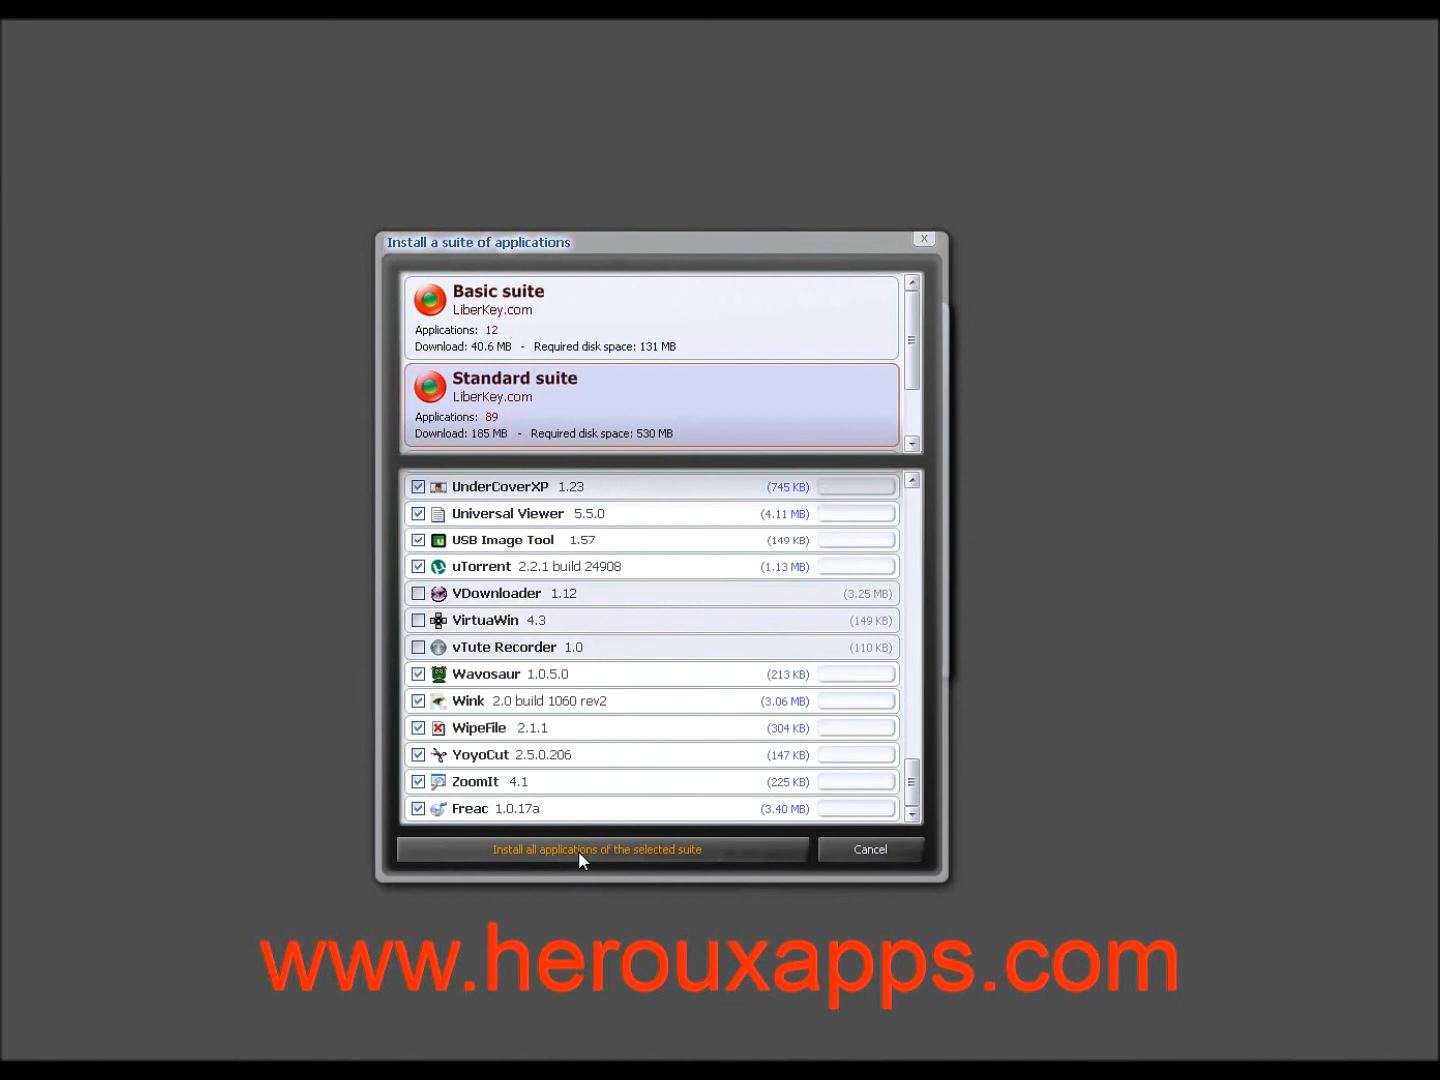 Install a suite of applications
X
Basic suite
LiberKey.com
Applications: 12
Download: 40.6 MB - Required disk space: 131 MB
Standard suite
LiberKey.com
Applications: 89
Download: 185 MB - Required disk space: 530 MB
UnderCoverXP 1.23 (745 KB)
Universal Viewer 5.5.0 (4.11 MB)
USB Image Tool 1.57 (149 KB)
uTorrent 2.2.1 build 24908 (1.13 MB)
VDownloader 1.12 (3.25 MB)
VirtuaWin 4.3 (149 KB)
vTute Recorder 1.0 (110 KB)
Wavosaur 1.0.5.0 (213 KB)
Wink 2.0 build 1060 rev2 (3.06 MB)
WipeFile 2.1.1 (304 KB)
YoyoCut 2.5.0.206 (147 KB)
ZoomIt 4.1 (225 KB)
Freac 1.0.17a (3.40 MB)
Install all applications of the selected suite Cancel
www.herouxapps.com